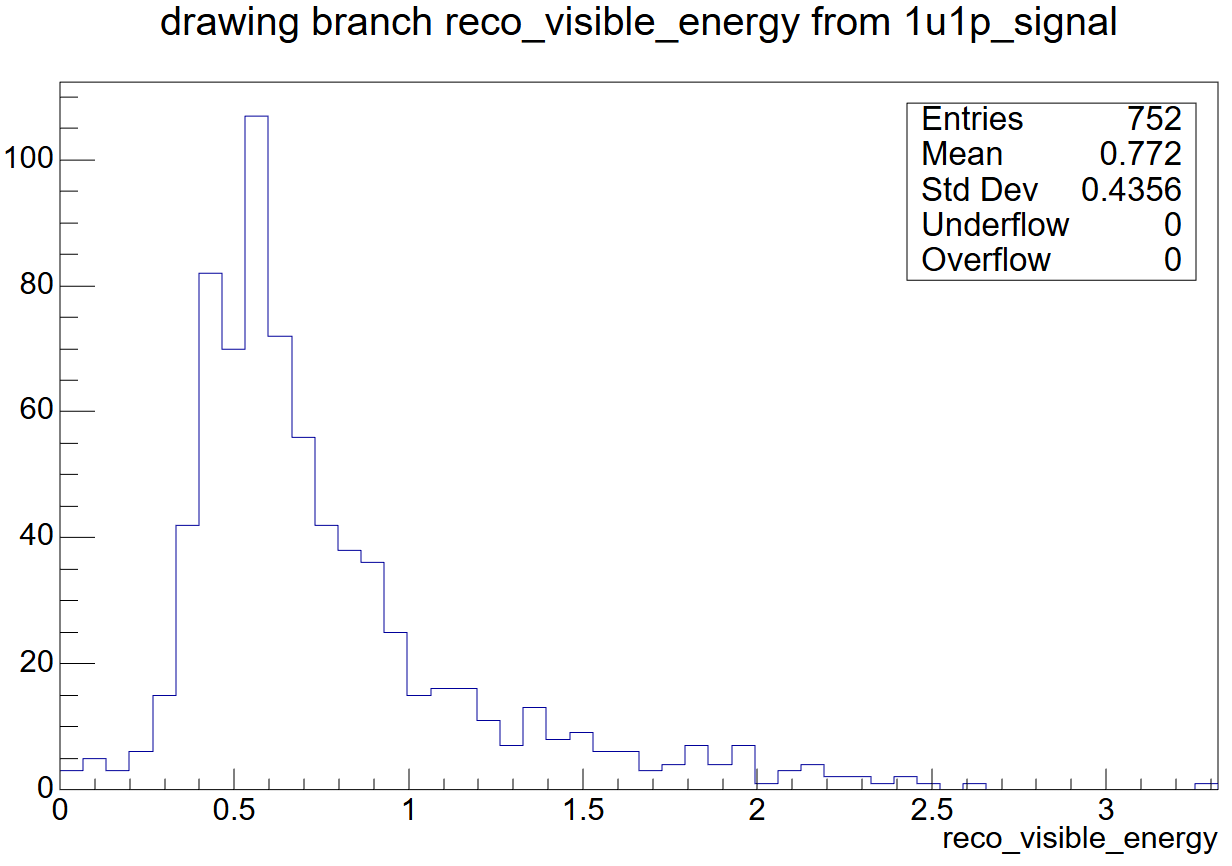 drawing branch reco_visible_energy from 1u1p_signal
Entries 752
Mean 0.772
Std Dev 0.4356
Underflow 0
Overflow 0
100
80
60
40
20
0
0 0.5 1 1.5 2 2.5 3
reco_visible_energy